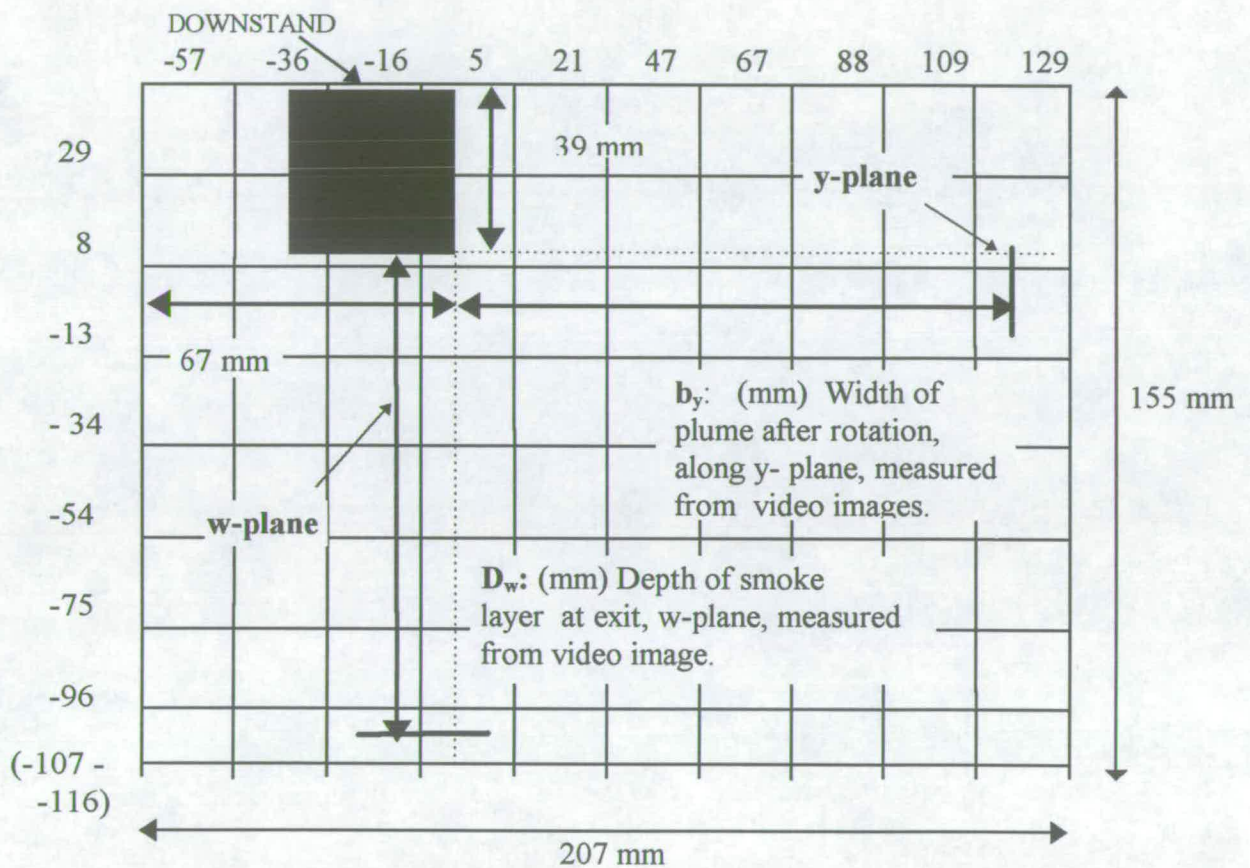 DOWNSTAND
-57 -36 -16 5 21 47 67 88 109 129
29
39 mm
y-plane
8
-13
67 mm
b_y: (mm) Width of
plume after rotation,
along y- plane, measured
from video images.
155 mm
- 34
-54
w-plane
D_w: (mm) Depth of smoke
layer at exit, w-plane, measured
from video image.
-75
-96
(-107 -
-116)
207 mm